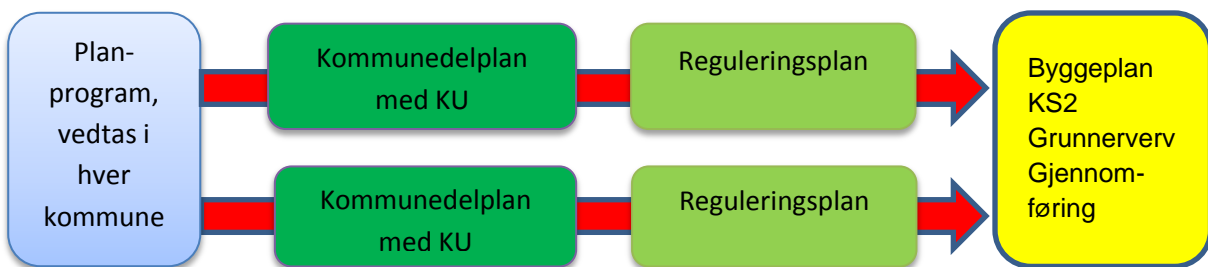 Plan-
program,
vedtas i
hver
kommune
Kommunedelplan
med KU
Reguleringsplan
Kommunedelplan
med KU
Reguleringsplan
Byggeplan
KS2
Grunnerverv
Gjennom-
føring